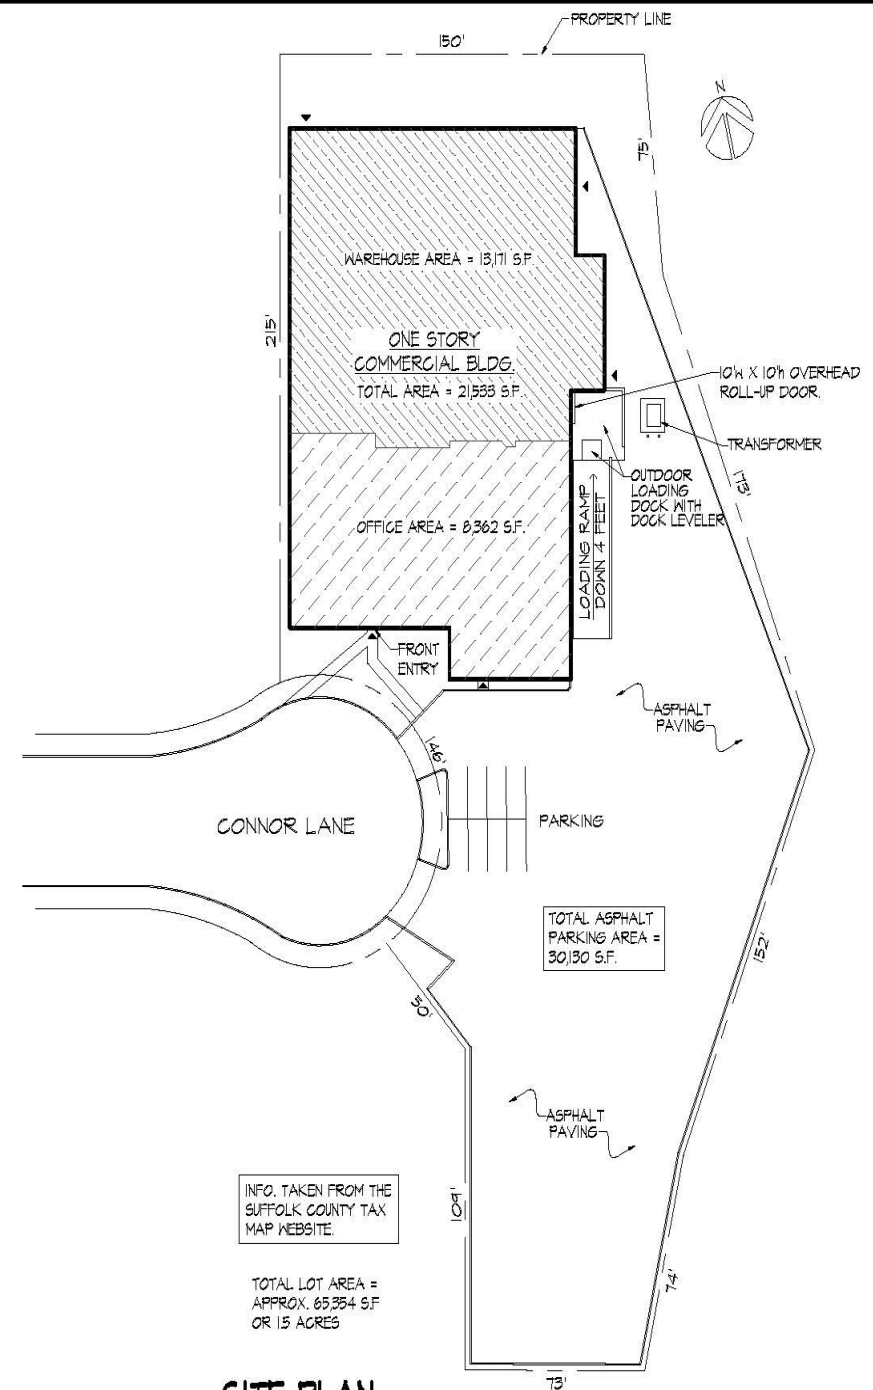 PROPERTY LINE
150'
N
75'
WAREHOUSE AREA = 13,171 S.F.
215'
ONE STORY
COMMERCIAL BLDG.
TOTAL AREA = 21,533 S.F.
10'w X 10'h OVERHEAD
ROLL-UP DOOR.
TRANSFORMER
OUTDOOR
LOADING
DOCK WITH
DOCK LEVELER
173'
OFFICE AREA = 8,362 S.F.
LOADING RAMP
DOWN 4 FEET
FRONT
ENTRY
ASPHALT
PAVING
146'
CONNOR LANE
PARKING
TOTAL ASPHALT
PARKING AREA =
30,130 S.F.
152'
50'
ASPHALT
PAVING
INFO. TAKEN FROM THE
SUFFOLK COUNTY TAX
MAP WEBSITE.
109'
74'
TOTAL LOT AREA =
APPROX. 65,354 S.F
OR 1.5 ACRES
SITE PLAN
73'